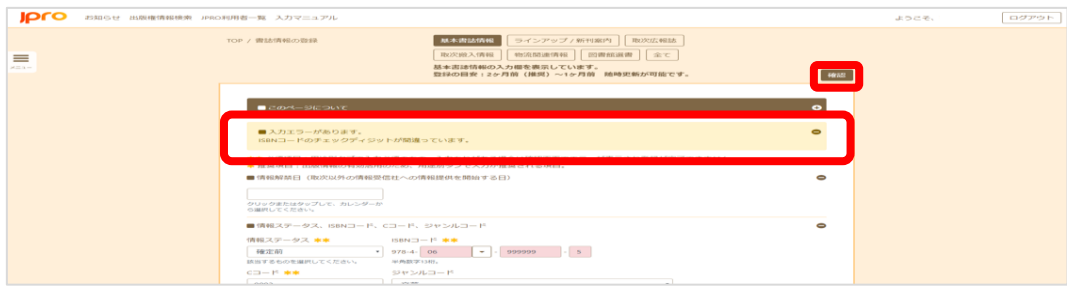 Jpro お知らせ 出版権情報検索 JPRO利用者一覧 入力マニュアル ようこそ、 ログアウト
TOP / 書誌情報の登録
基本書誌情報 ラインアップ / 新刊案内 取次広報誌
メニュー
取次搬入情報 物流関連情報 図書館選書 全て
基本書誌情報の入力欄を表示しています。
登録の目安：2ヶ月前（推奨）～1ヶ月前 随時更新が可能です。
確認
■ このページについて
■ 入力エラーがあります。
ISBNコードのチェックディジットが間違っています。
■ 情報解禁日（取次以外の情報受信社への情報提供を開始する日）
クリックまたはタップして、カレンダーか
ら選択してください。
■ 情報ステータス、ISBNコード、Cコード、ジャンルコード
情報ステータス ISBNコード
確定前 978-4- 06 - 999999 - 5
該当するものを選択してください。 半角数字13桁。
Cコード ジャンルコード